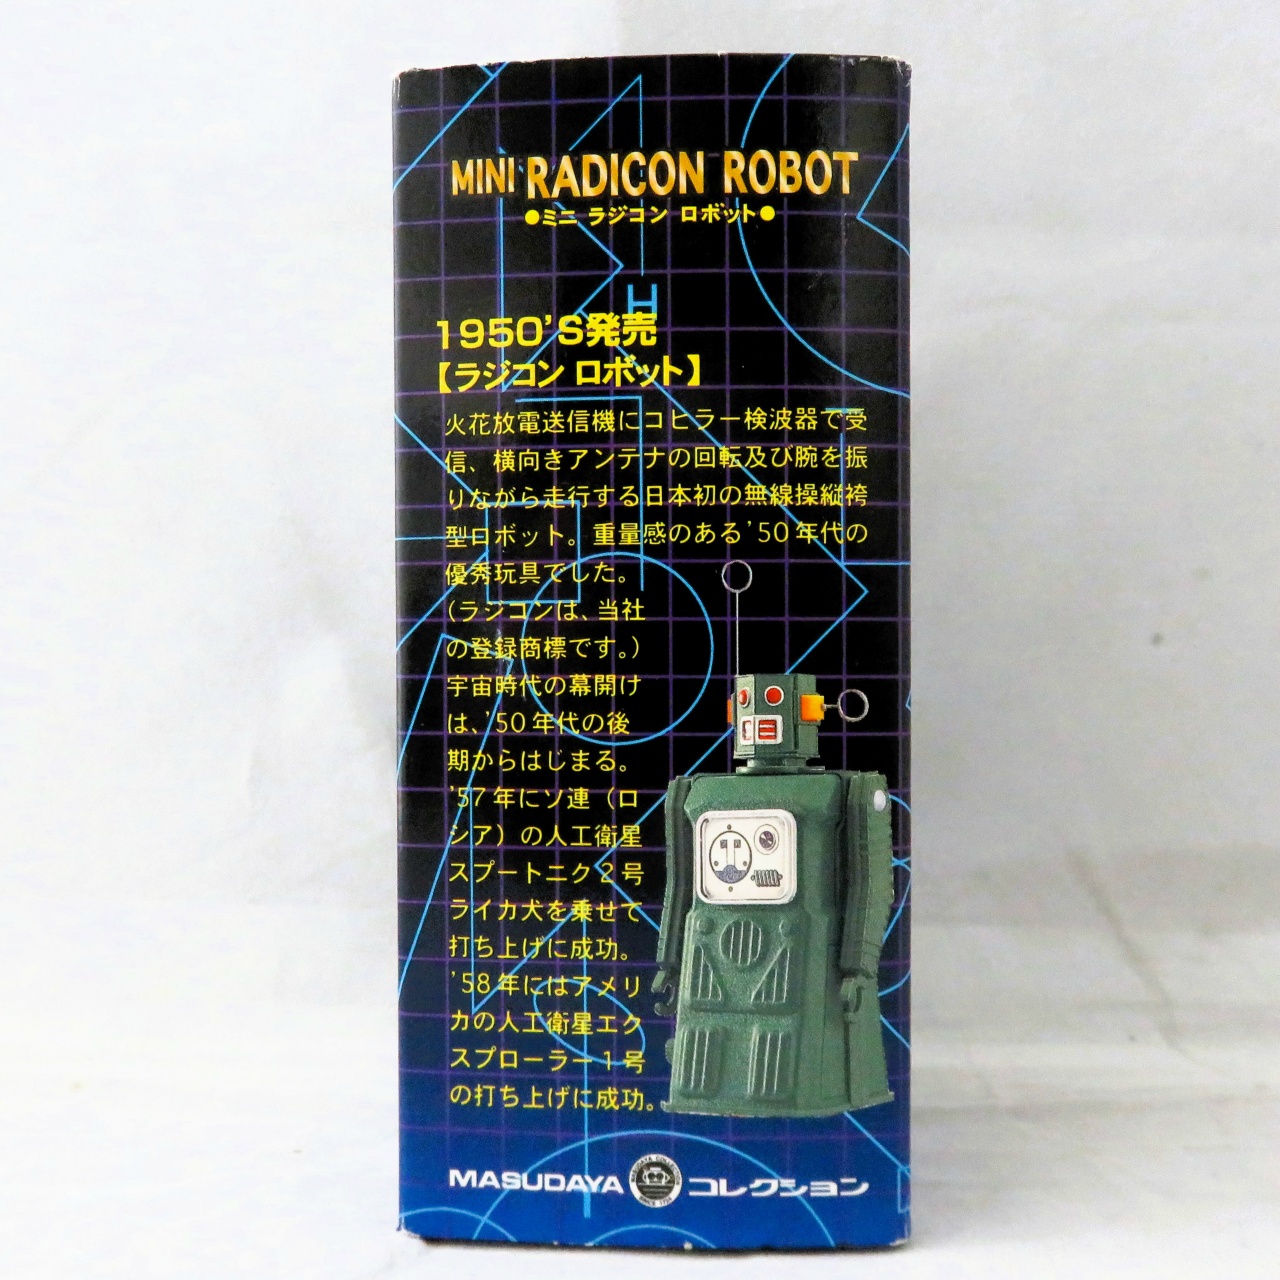 MINI RADICON ROBOT
●ミニ ラジコン ロボット●
1950'S発売
【ラジコン ロボット】
火花放電送信機にコヒラー検波器で受
信、横向きアンテナの回転及び腕を振
りながら走行する日本初の無線操縦袴
型ロボット。重量感のある'50年代の
優秀玩具でした。
(ラジコンは、当社
の登録商標です。)
宇宙時代の幕開け
は、'50年代の後
期からはじまる。
'57年にソ連(ロ
シア)の人工衛星
スプートニク2号
ライカ犬を乗せて
打ち上げに成功。
'58年にはアメリ
カの人工衛星エク
スプローラー1号
の打ち上げに成功。
MASUDAYA コレクション